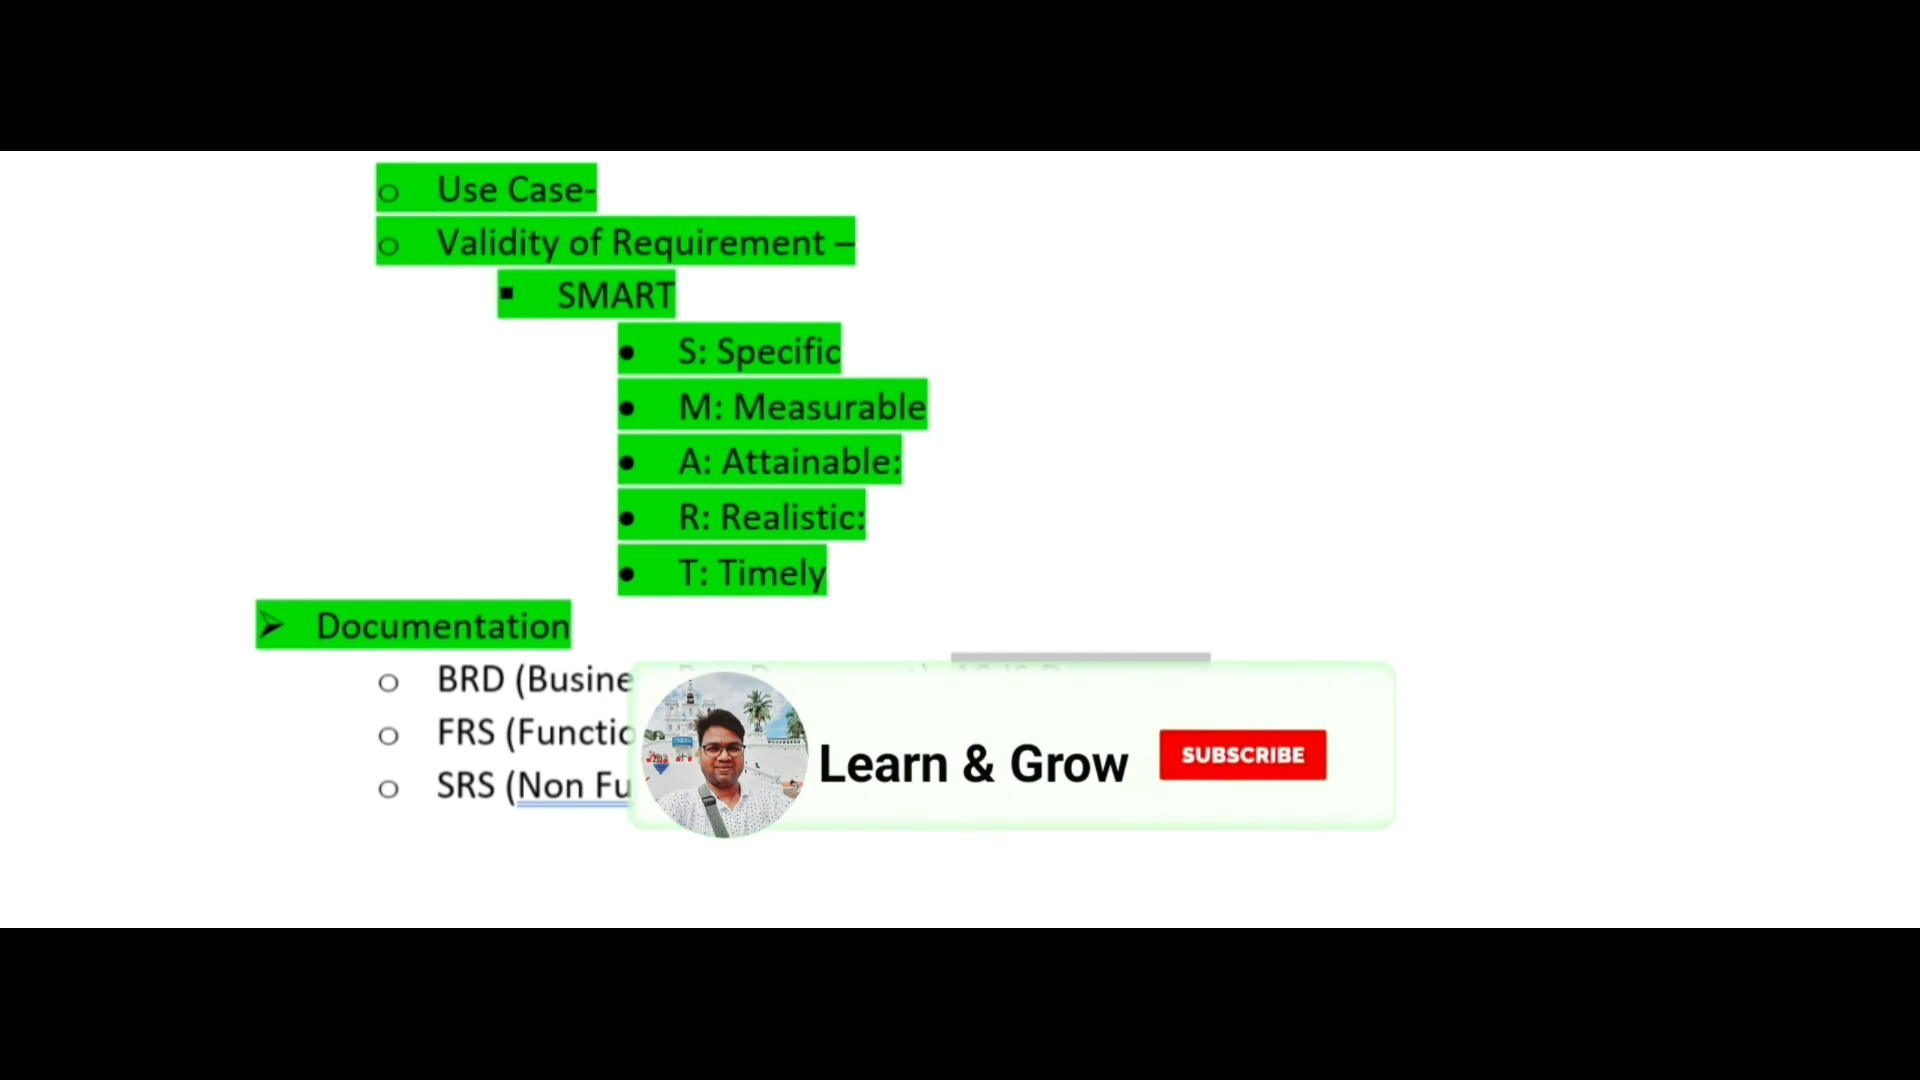 o Use Case-
o Validity of Requirement –
▪ SMART
• S: Specific
• M: Measurable
• A: Attainable:
• R: Realistic:
• T: Timely
➢ Documentation
o BRD (Busine
o FRS (Functio
o SRS (Non Fu
Learn & Grow
SUBSCRIBE